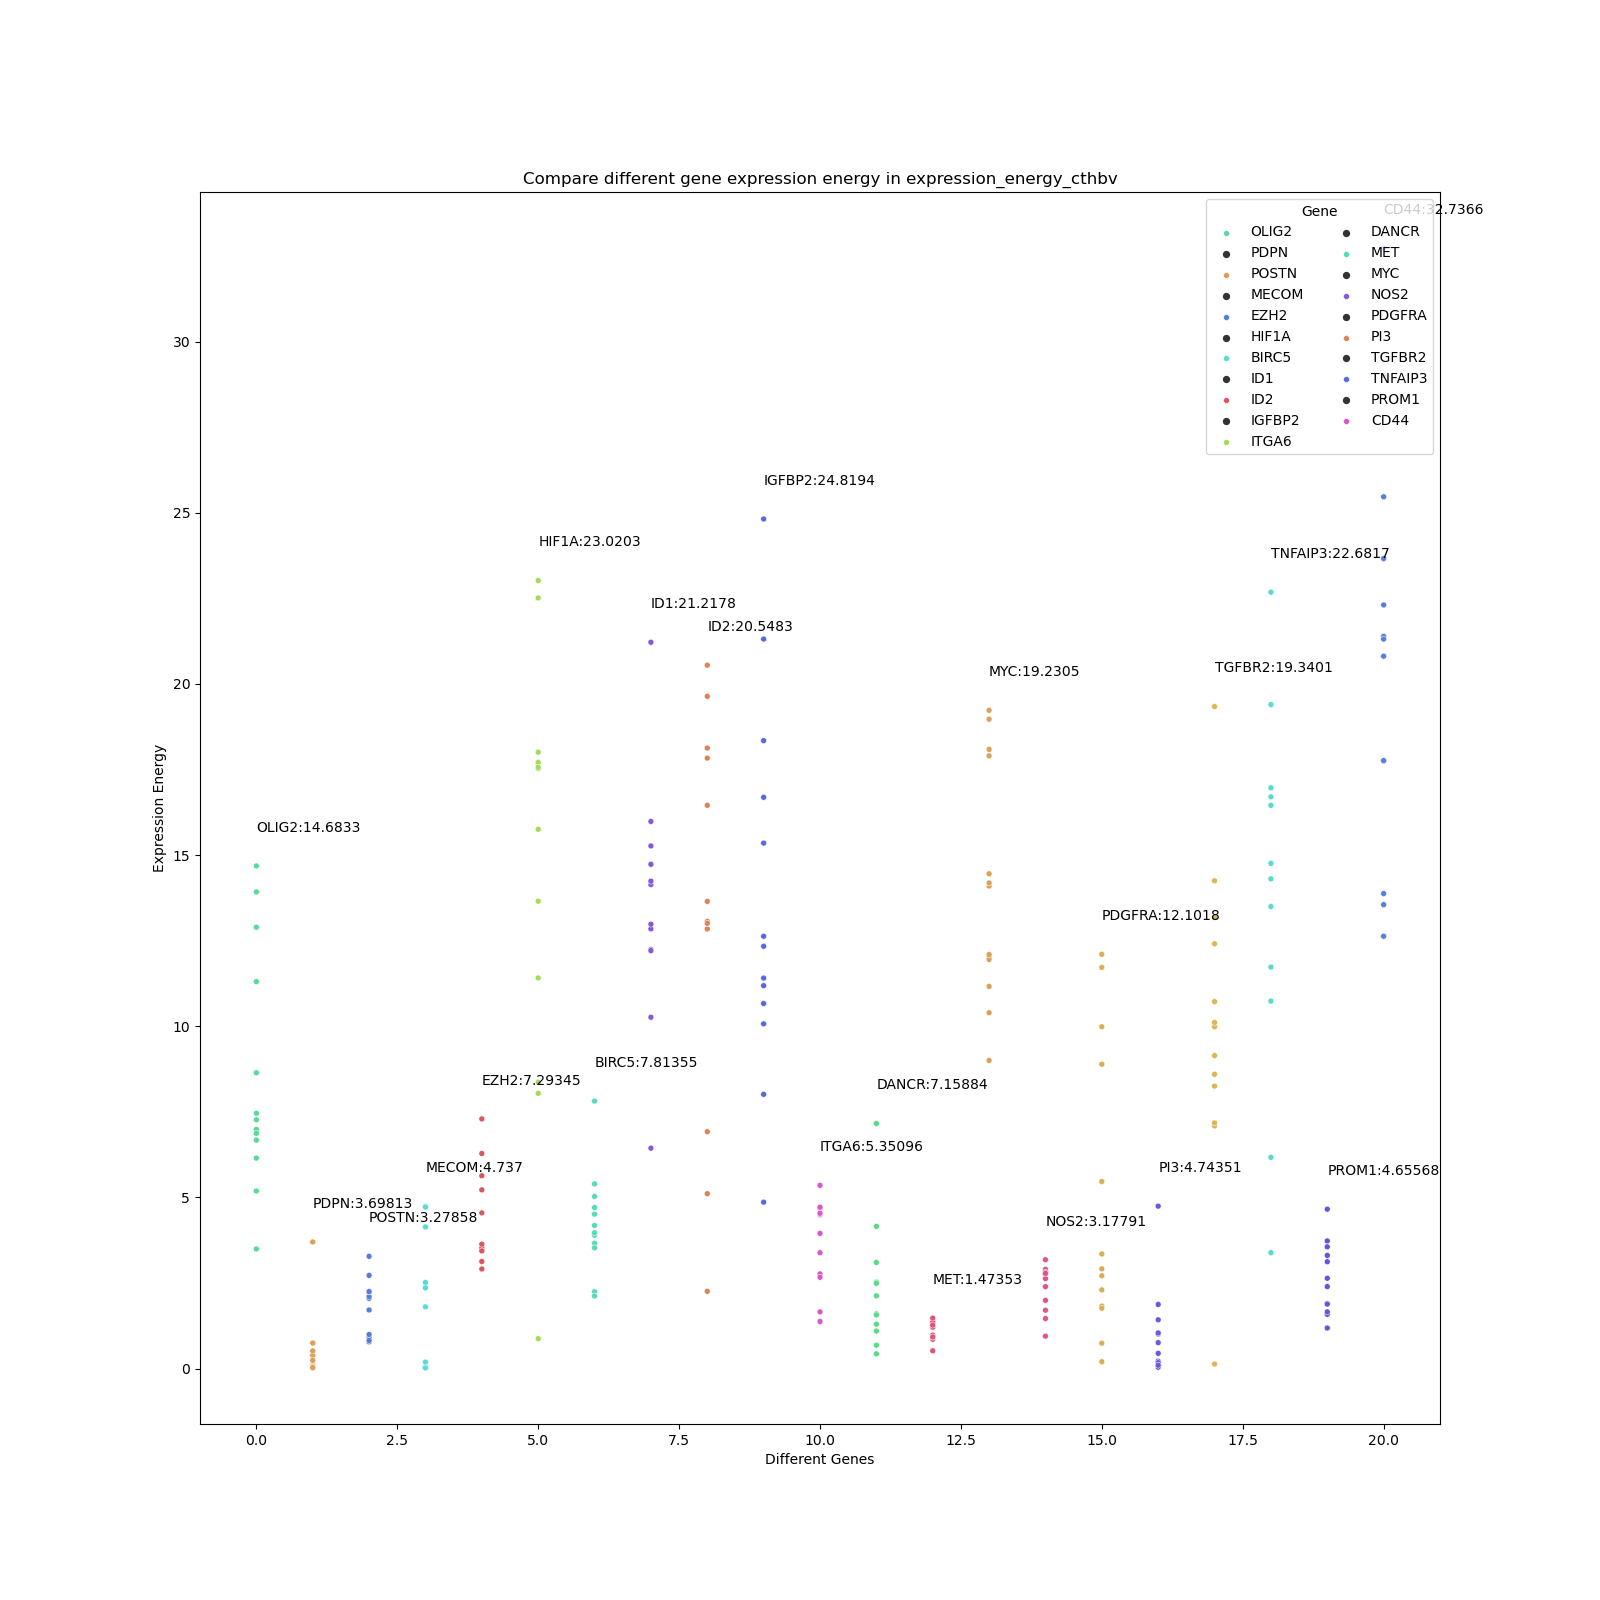 Compare different gene expression energy in expression_energy_cthbv
CD44:32.7366
Gene
OLIG2
PDPN
POSTN
MECOM
EZH2
HIF1A
BIRC5
ID1
ID2
IGFBP2
ITGA6
DANCR
MET
MYC
NOS2
PDGFRA
PI3
TGFBR2
TNFAIP3
PROM1
CD44
IGFBP2:24.8194
HIF1A:23.0203
TNFAIP3:22.6817
ID1:21.2178
ID2:20.5483
MYC:19.2305
TGFBR2:19.3401
OLIG2:14.6833
PDGFRA:12.1018
BIRC5:7.81355
EZH2:7.29345
DANCR:7.15884
ITGA6:5.35096
MECOM:4.737
PI3:4.74351
PROM1:4.65568
PDPN:3.69813
POSTN:3.27858
NOS2:3.17791
MET:1.47353
Expression Energy
30
25
20
15
10
5
0
0.0
2.5
5.0
7.5
10.0
12.5
15.0
17.5
20.0
Different Genes